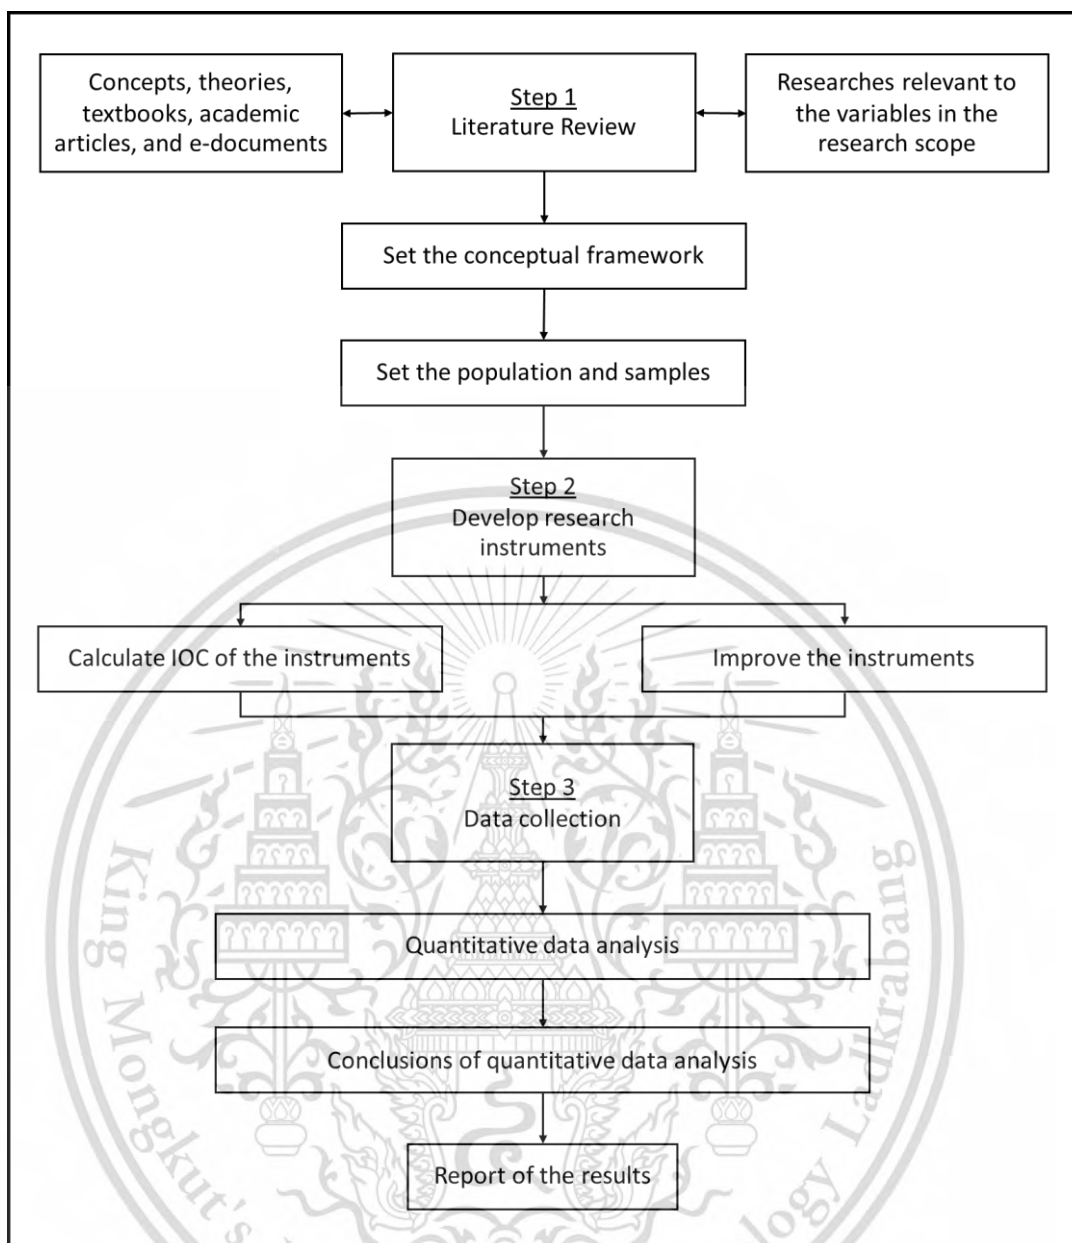 Concepts, theories,
textbooks, academic
articles, and e-documents
Step 1
Literature Review
Researches relevant to
the variables in the
research scope
Set the conceptual framework
Set the population and samples
Step 2
Develop research
instruments
Calculate IOC of the instruments
Improve the instruments
Step 3
Data collection
Quantitative data analysis
Conclusions of quantitative data analysis
Report of the results
King Mongkut's
Ladkrabang